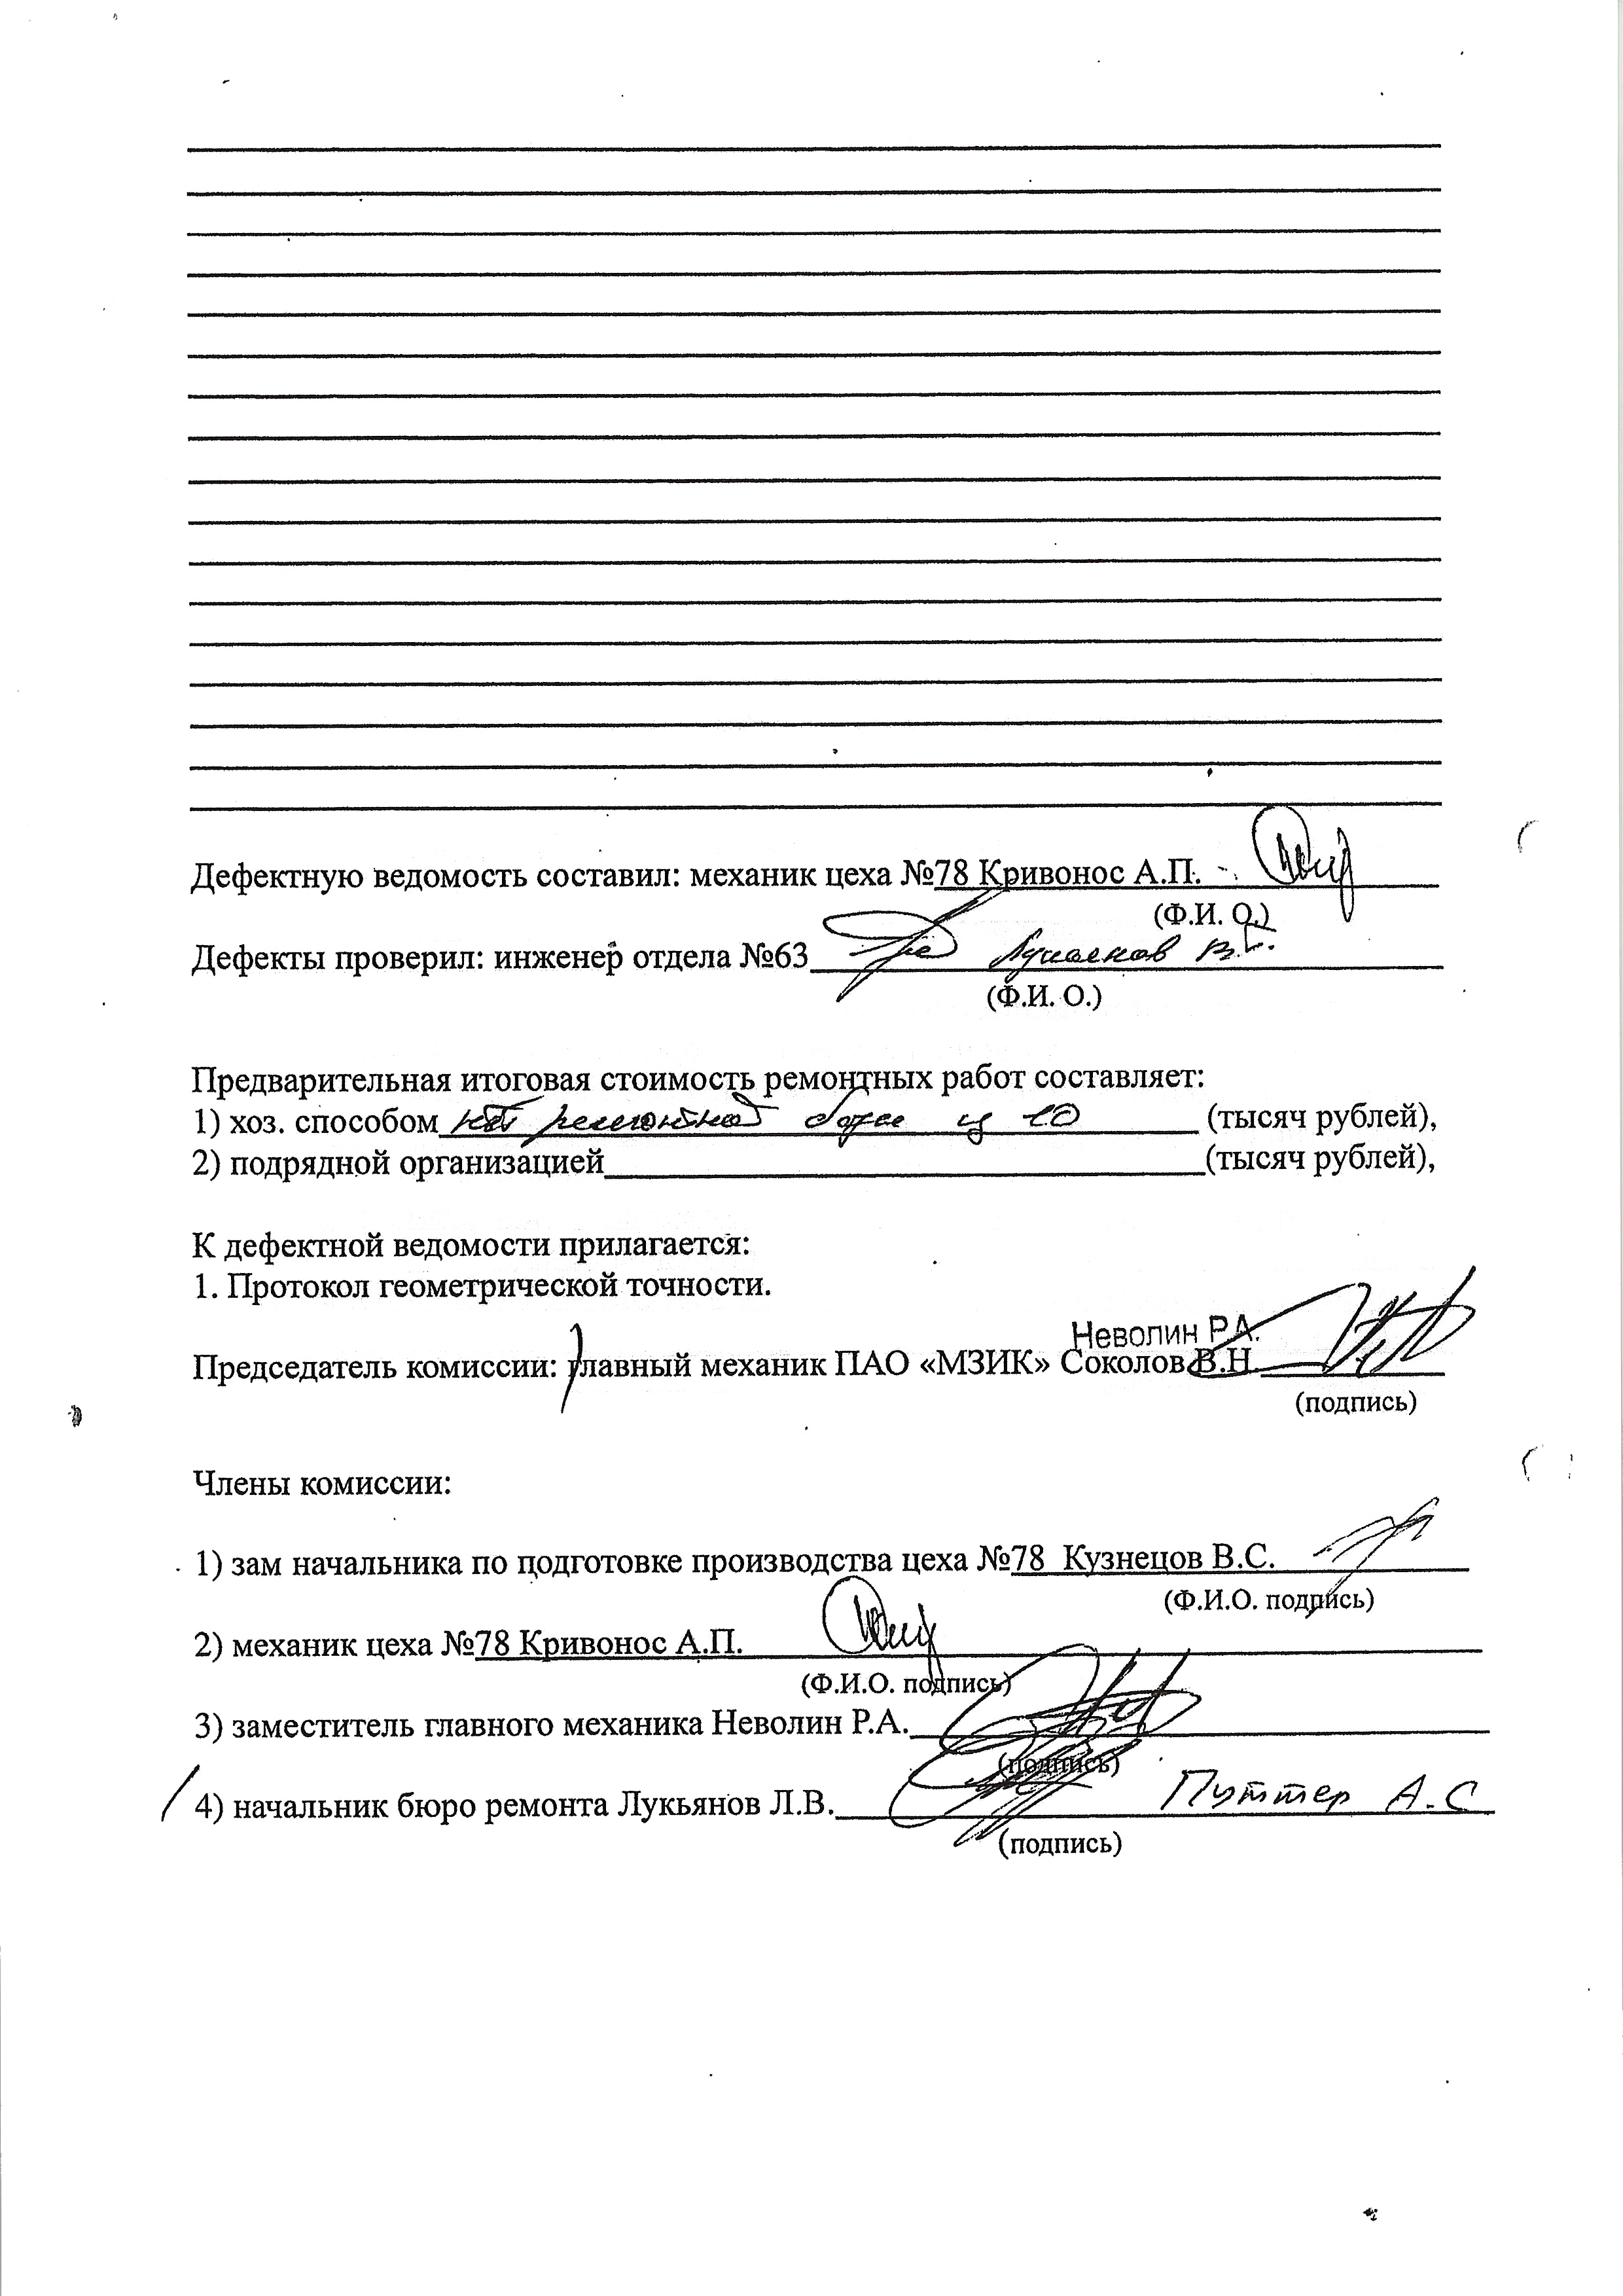 Дефектную ведомость составил: механик цеха №78 Кривонос А.П.
(Ф.И. О.)
Дефекты проверил: инженер отдела №63 В.Г.
(Ф.И. О.)
Предварительная итоговая стоимость ремонтных работ составляет:
1) хоз. способом нет ремонтной базы ц 20 (тысяч рублей),
2) подрядной организацией (тысяч рублей),
К дефектной ведомости прилагается:
1. Протокол геометрической точности.
Неволин Р.А.
Председатель комиссии: главный механик ПАО «МЗИК» Соколов В.Н.
(подпись)
Члены комиссии:
1) зам начальника по подготовке производства цеха №78 Кузнецов В.С.
(Ф.И.О. подпись)
2) механик цеха №78 Кривонос А.П.
(Ф.И.О. подпись)
3) заместитель главного механика Неволин Р.А.
(подпись)
4) начальник бюро ремонта Лукьянов Л.В. Путтер А.С
(подпись)